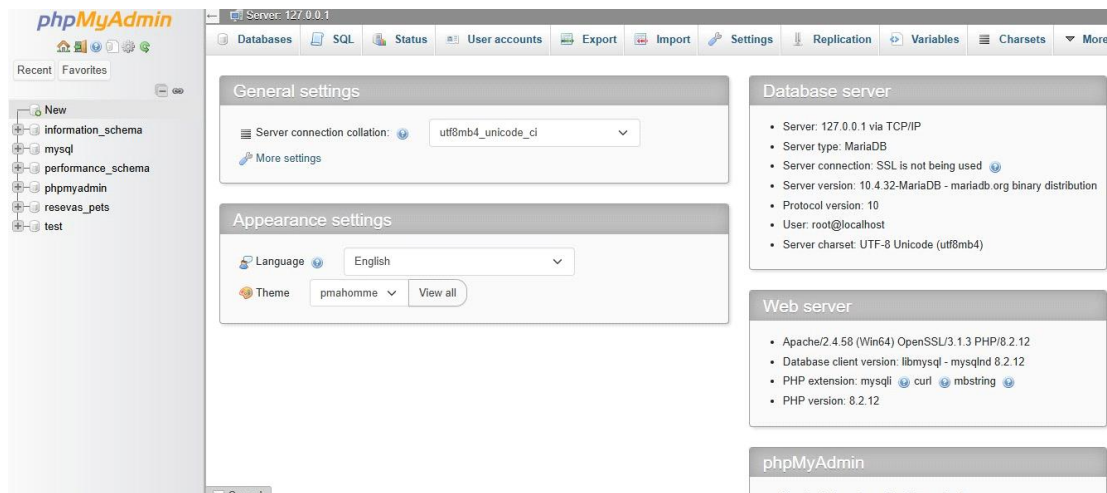 phpMyAdmin
Recent Favorites
New
information_schema
mysql
performance_schema
phpmyadmin
resevas_pets
test
Server: 127.0.0.1
Databases SQL Status User accounts Export Import Settings Replication Variables Charsets More
General settings
Server connection collation: utf8mb4_unicode_ci
More settings
Appearance settings
Language English
Theme pmahomme View all
Database server
Server: 127.0.0.1 via TCP/IP
Server type: MariaDB
Server connection: SSL is not being used
Server version: 10.4.32-MariaDB - mariadb.org binary distribution
Protocol version: 10
User: root@localhost
Server charset: UTF-8 Unicode (utf8mb4)
Web server
Apache/2.4.58 (Win64) OpenSSL/3.1.3 PHP/8.2.12
Database client version: libmysql - mysqlnd 8.2.12
PHP extension: mysqli curl mbstring
PHP version: 8.2.12
phpMyAdmin